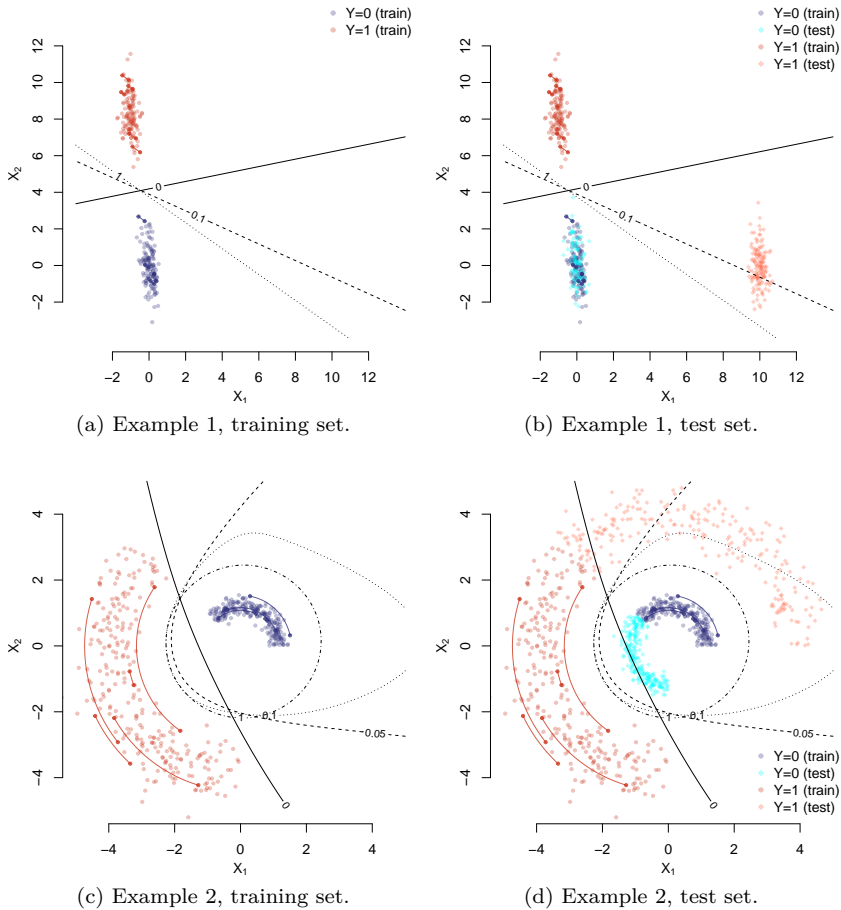 Y=0 (train)
Y=1 (train)
12
10
8
6
4
2
0
−2
X2
1
0
0.1
−2 0 2 4 6 8 10 12
X1
(a) Example 1, training set.
Y=0 (train)
Y=0 (test)
Y=1 (train)
Y=1 (test)
12
10
8
6
4
2
0
−2
X2
1
0
0.1
−2 0 2 4 6 8 10 12
X1
(b) Example 1, test set.
4
2
0
−2
−4
X2
1
0.1
0.05
0
−4 −2 0 2 4
X1
(c) Example 2, training set.
4
2
0
−2
−4
X2
1
0.1
0.05
0
Y=0 (train)
Y=0 (test)
Y=1 (train)
Y=1 (test)
−4 −2 0 2 4
X1
(d) Example 2, test set.